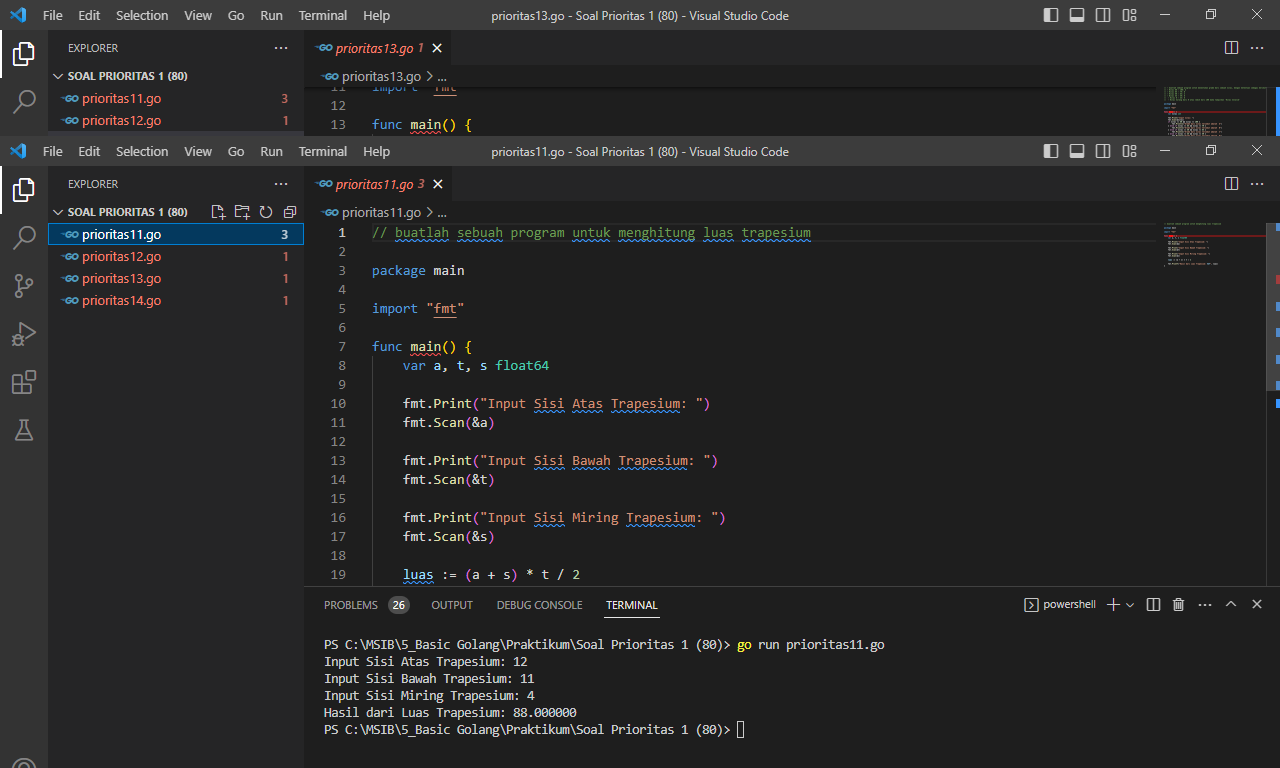 File Edit Selection View Go Run Terminal Help prioritas13.go - Soal Prioritas 1 (80) - Visual Studio Code
EXPLORER
SOAL PRIORITAS 1 (80)
prioritas11.go 3
prioritas12.go 1
prioritas13.go 1
prioritas13.go > ...
11 import "fmt
12
13 func main() {
File Edit Selection View Go Run Terminal Help prioritas11.go - Soal Prioritas 1 (80) - Visual Studio Code
EXPLORER
SOAL PRIORITAS 1 (80)
prioritas11.go 3
prioritas12.go 1
prioritas13.go 1
prioritas14.go 1
prioritas11.go 3
prioritas11.go > ...
1 // buatlah sebuah program untuk menghitung luas trapesium
2
3 package main
4
5 import "fmt"
6
7 func main() {
8 var a, t, s float64
9
10 fmt.Print("Input Sisi Atas Trapesium: ")
11 fmt.Scan(&a)
12
13 fmt.Print("Input Sisi Bawah Trapesium: ")
14 fmt.Scan(&t)
15
16 fmt.Print("Input Sisi Miring Trapesium: ")
17 fmt.Scan(&s)
18
19 luas := (a + s) * t / 2
PROBLEMS 26 OUTPUT DEBUG CONSOLE TERMINAL powershell
PS C:\MSIB\5_Basic Golang\Praktikum\Soal Prioritas 1 (80)> go run prioritas11.go
Input Sisi Atas Trapesium: 12
Input Sisi Bawah Trapesium: 11
Input Sisi Miring Trapesium: 4
Hasil dari Luas Trapesium: 88.000000
PS C:\MSIB\5_Basic Golang\Praktikum\Soal Prioritas 1 (80)>